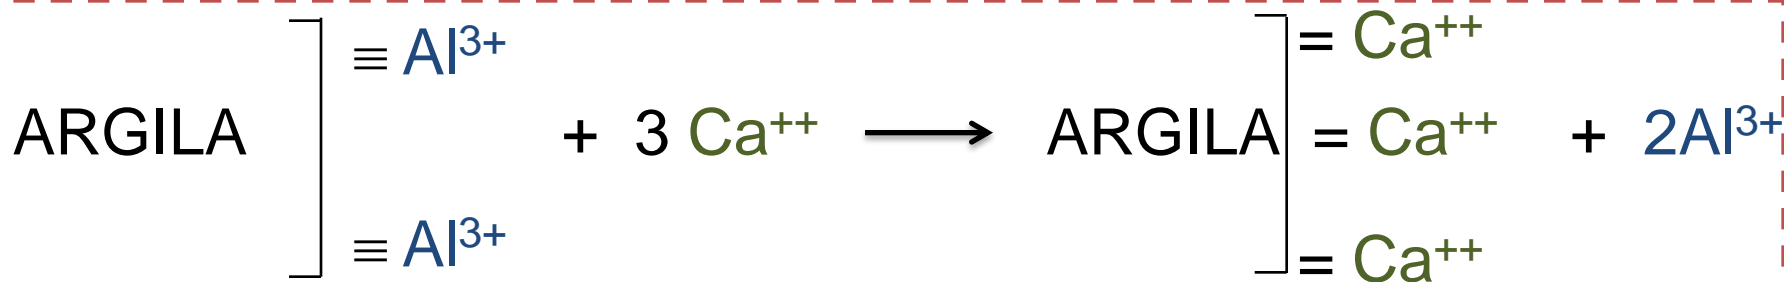 ≡ Al³⁺ = Ca⁺⁺
ARGILA + 3 Ca⁺⁺ ⟶ ARGILA = Ca⁺⁺ + 2Al³⁺
≡ Al³⁺ = Ca⁺⁺